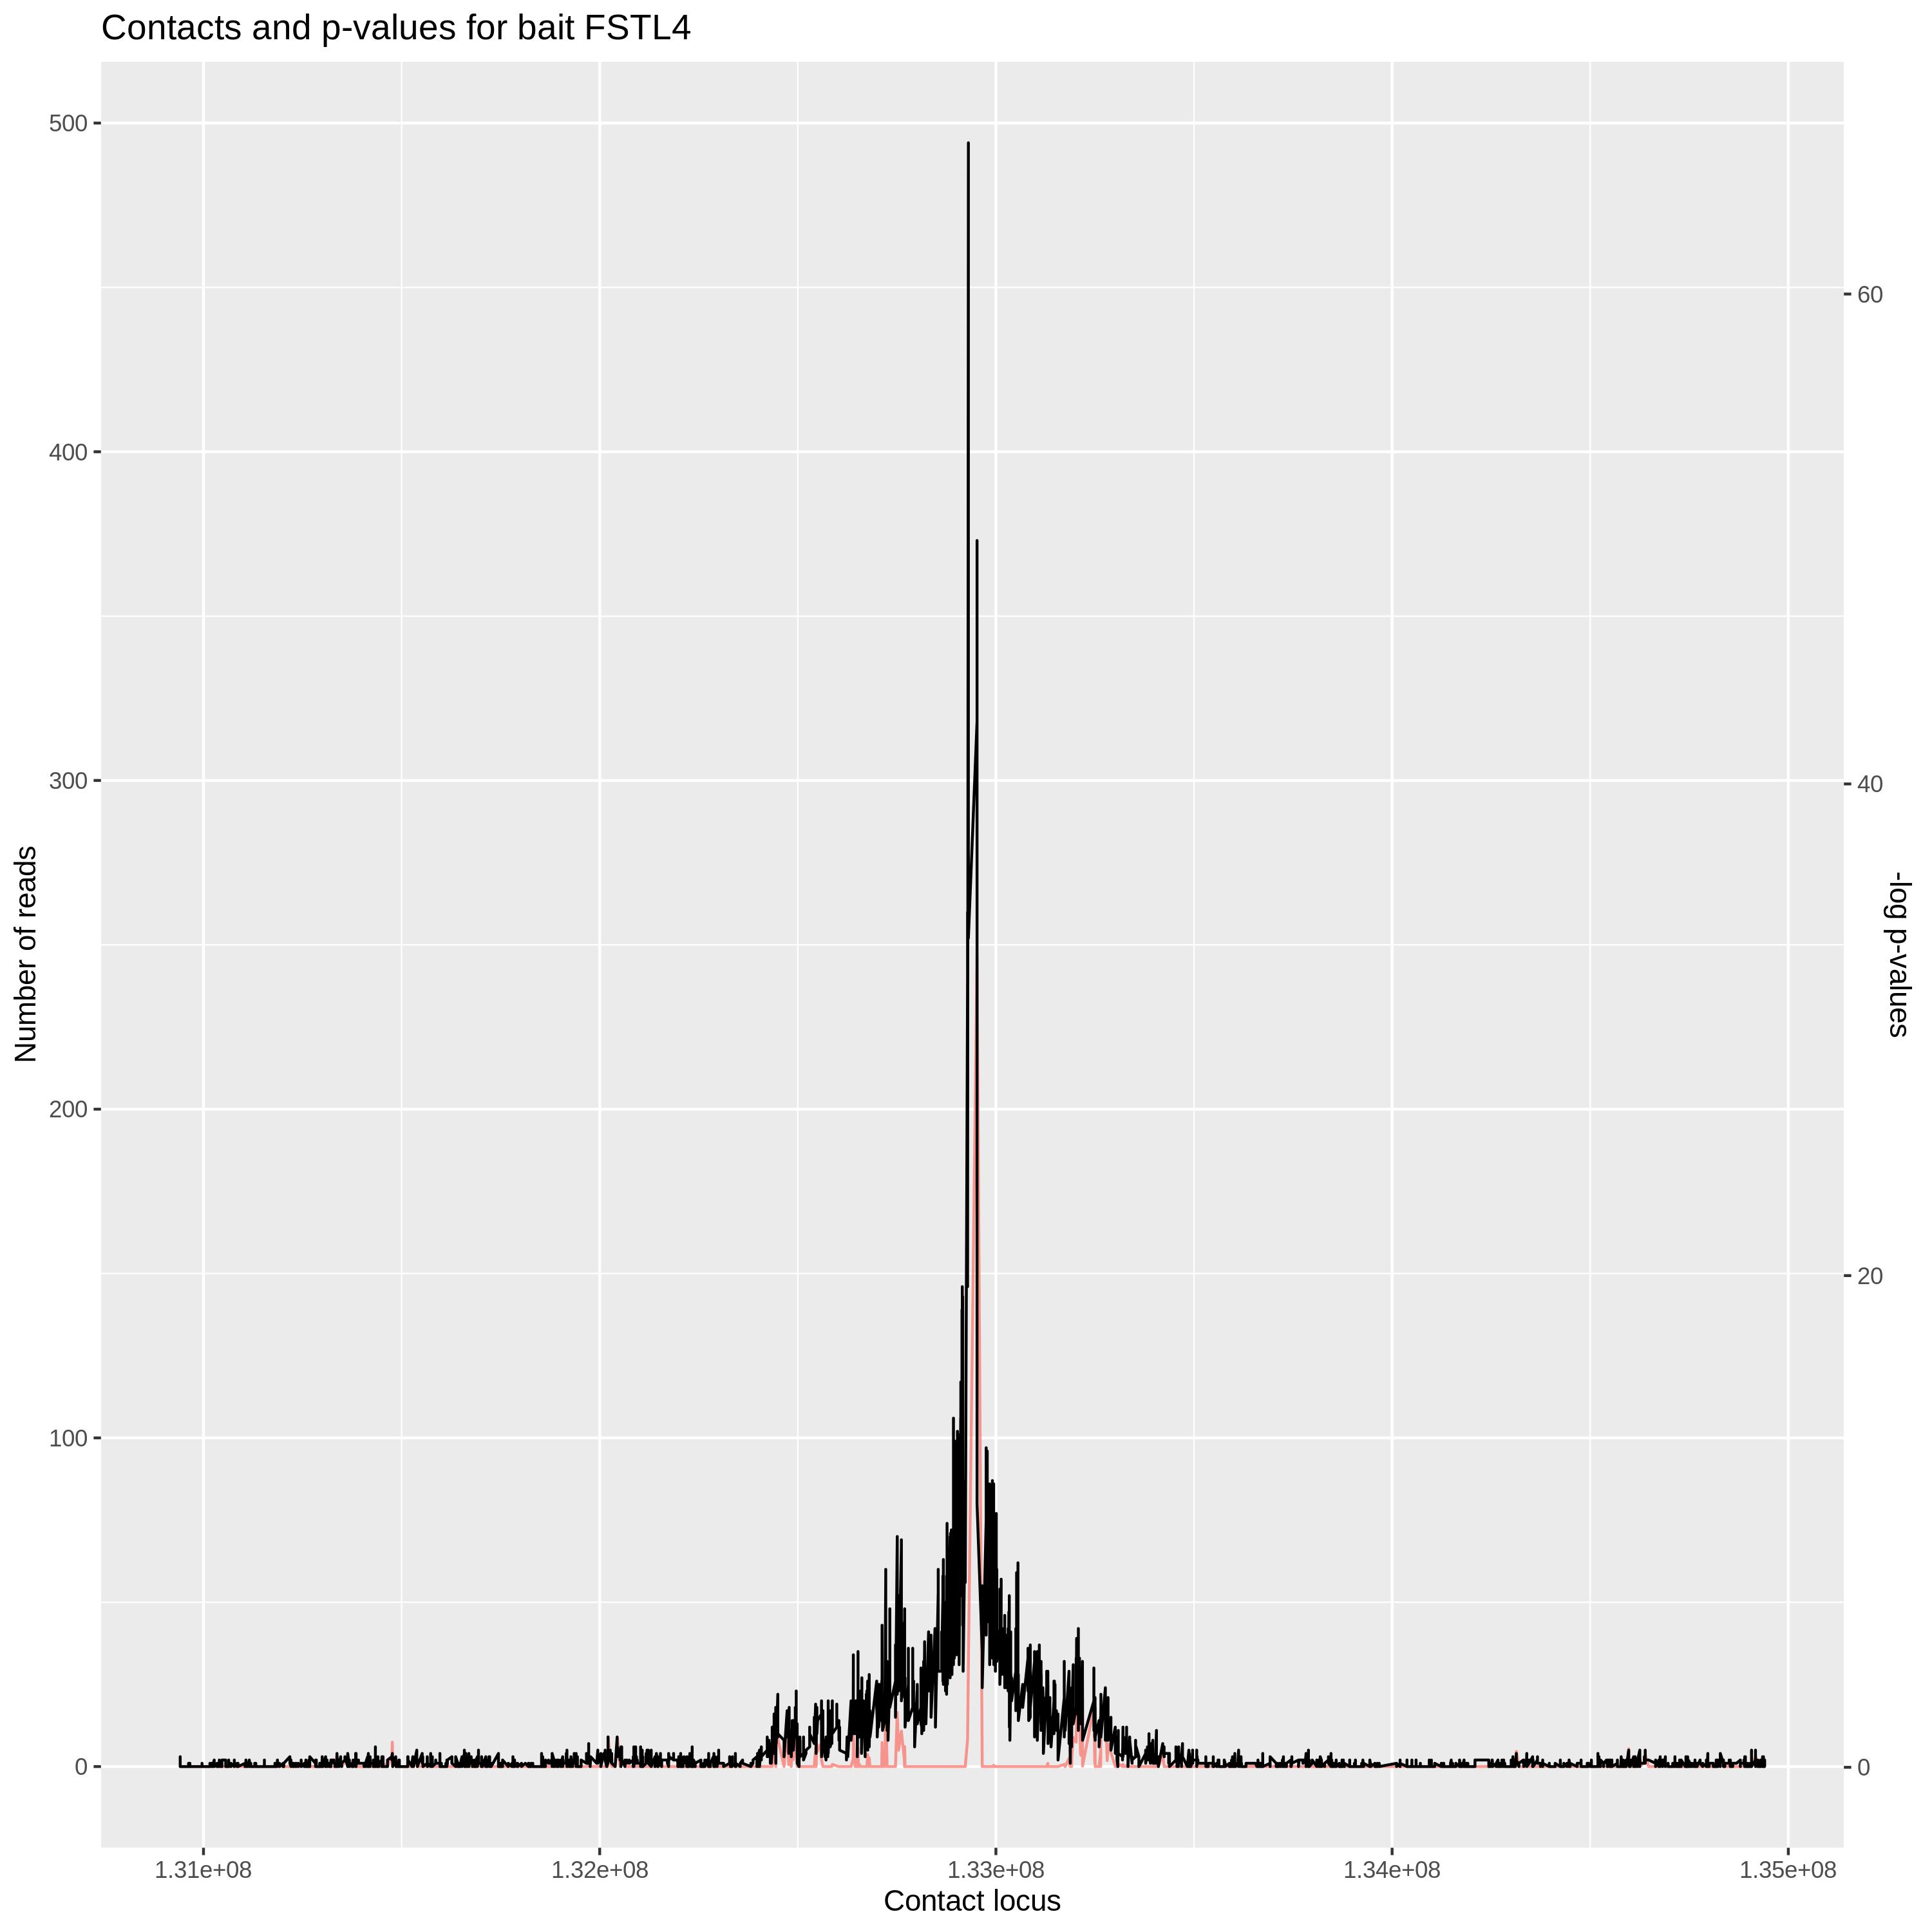 Contacts and p-values for bait FSTL4
500
400
300
200
100
0
Number of reads
60
40
20
0
-log p-values
1.31e+08
1.32e+08
1.33e+08
1.34e+08
1.35e+08
Contact locus